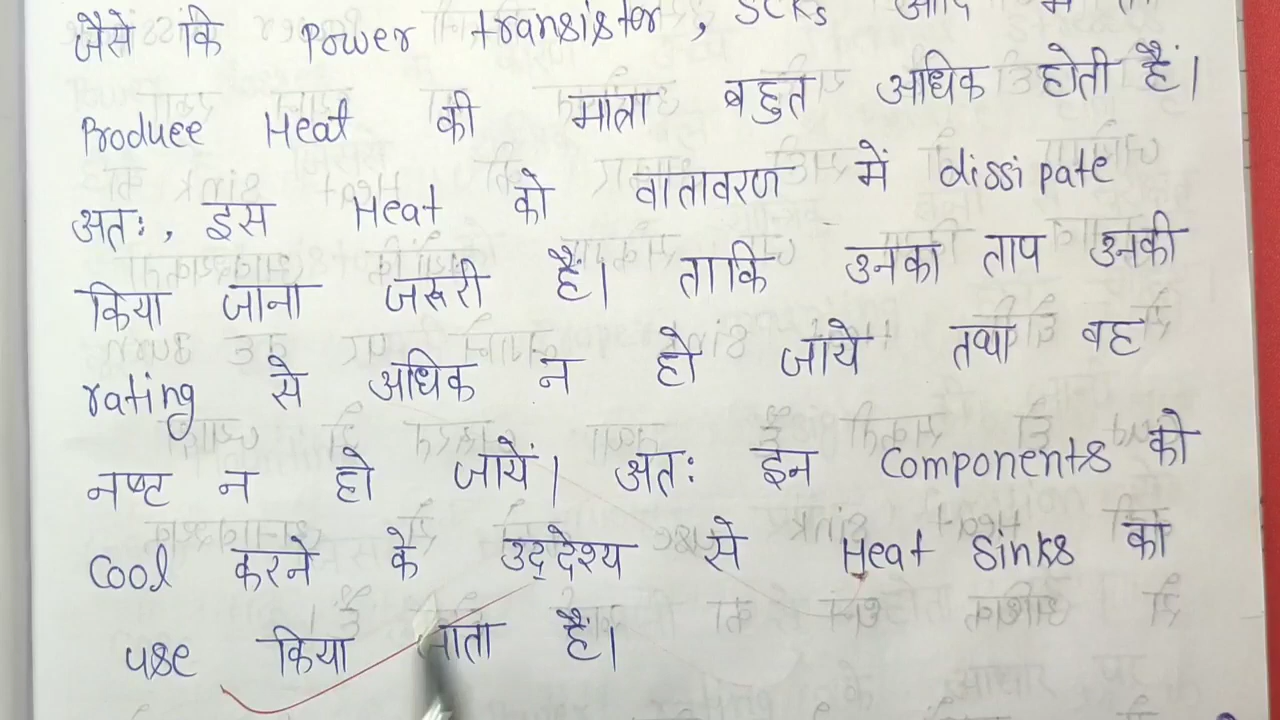 जैसे कि Power transister, SCRs आदि में
Produce Heat की मात्रा बहुत अधिक होती हैं।
अतः, इस Heat को वातावरण में dissipate
किया जाना जरूरी हैं। ताकि उनका ताप उनकी
rating से अधिक न हो जाये तथा वह
नष्ट न हो जायें। अतः इन Components को
Cool करने के उद्देश्य से Heat Sinks का
use किया जाता हैं।